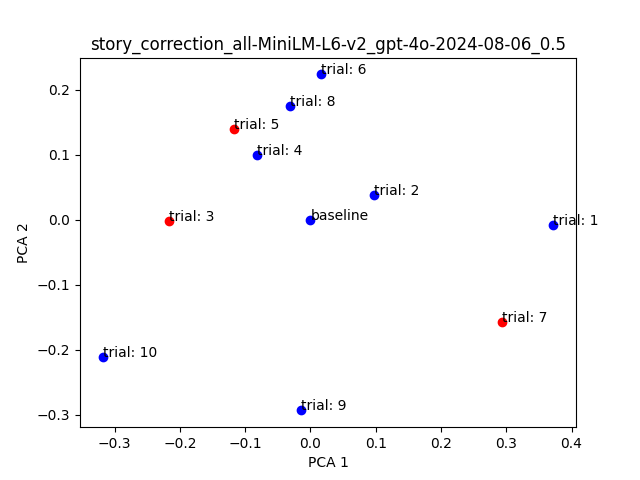 story_correction_all-MiniLM-L6-v2_gpt-4o-2024-08-06_0.5
trial: 6
trial: 8
trial: 5
trial: 4
trial: 2
baseline
trial: 3
trial: 1
trial: 7
trial: 10
trial: 9
0.2
0.1
0.0
−0.1
−0.2
−0.3
PCA 2
−0.3 −0.2 −0.1 0.0 0.1 0.2 0.3 0.4
PCA 1